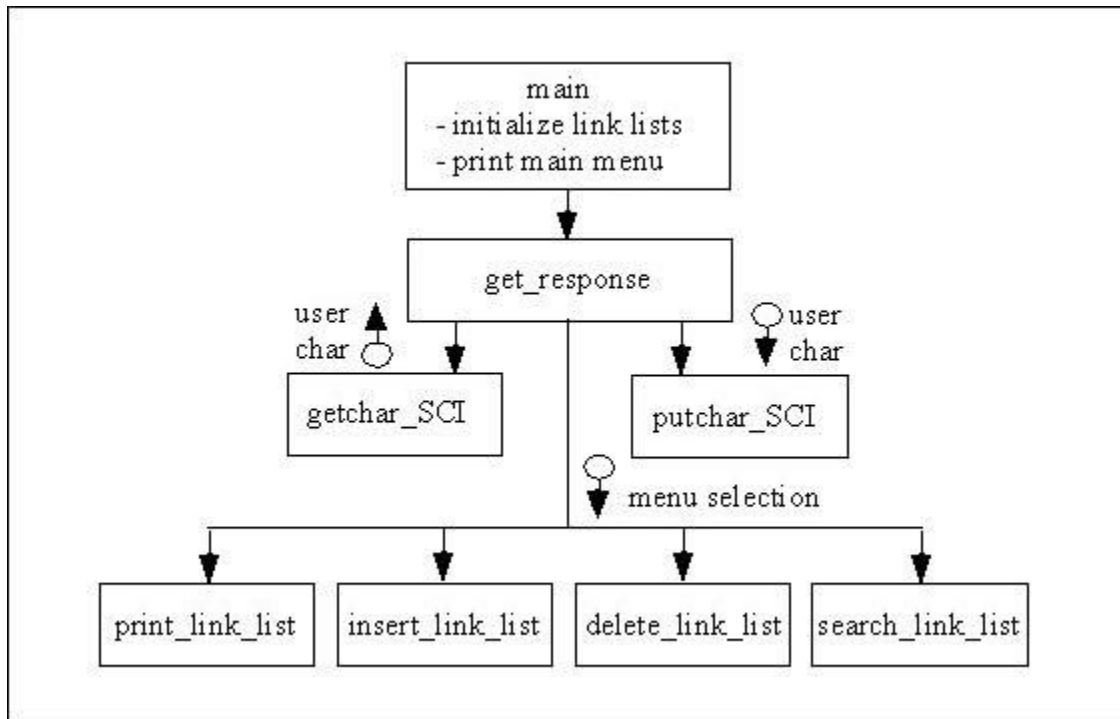 main
- initialize link lists
- print main menu
get_response
user
char
user
char
getchar_SCI
putchar_SCI
menu selection
print_link_list
insert_link_list
delete_link_list
search_link_list